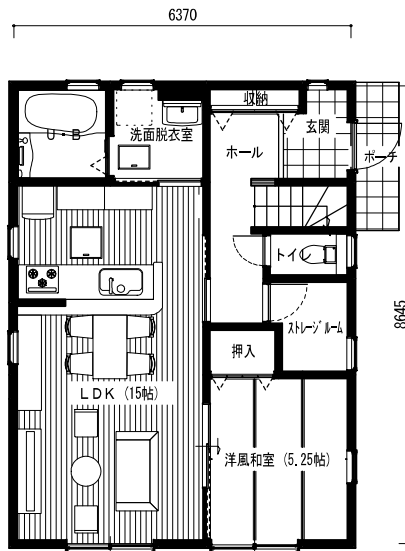 6370
収納
U・B
洗面脱衣室
玄関
ホール
ポーチ
トイレ
8645
ストレージルーム
押入
LDK (15帖)
洋風和室 (5.25帖)